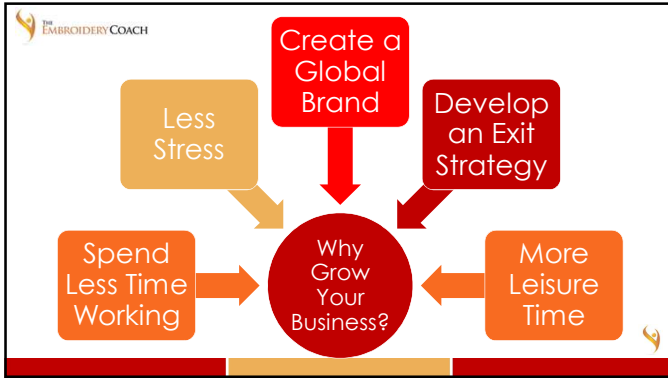 THE
EMBROIDERY COACH
Create a
Global
Brand
Less
Stress
Develop
an Exit
Strategy
Spend
Less Time
Working
Why
Grow
Your
Business?
More
Leisure
Time